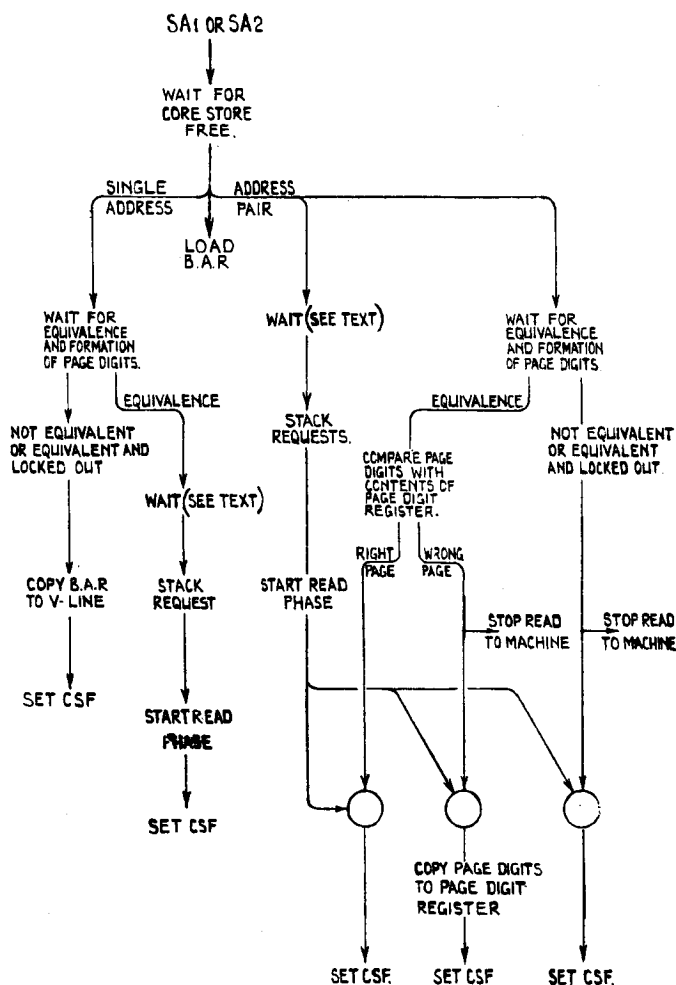 SA1 OR SA2
WAIT FOR
CORE STORE
FREE.
SINGLE
ADDRESS
ADDRESS
PAIR
LOAD
B.A.R
WAIT FOR
EQUIVALENCE
AND FORMATION
OF PAGE DIGITS.
WAIT (SEE TEXT)
WAIT FOR
EQUIVALENCE
AND FORMATION
OF PAGE DIGITS
EQUIVALENCE
EQUIVALENCE
NOT EQUIVALENT
OR EQUIVALENT AND
LOCKED OUT
STACK
REQUESTS.
NOT EQUIVALENT
OR EQUIVALENT
AND LOCKED OUT.
COMPARE PAGE
DIGITS WITH
CONTENTS OF
PAGE DIGIT
REGISTER.
WAIT (SEE TEXT)
RIGHT
PAGE
WRONG
PAGE
COPY B.A.R
TO V-LINE
STACK
REQUEST
START READ
PHASE
STOP READ
TO MACHINE
STOP READ
TO MACHINE
SET CSF
START READ
PHASE
SET CSF
COPY PAGE DIGITS
TO PAGE DIGIT
REGISTER
SET CSF.
SET CSF
SET CSF.